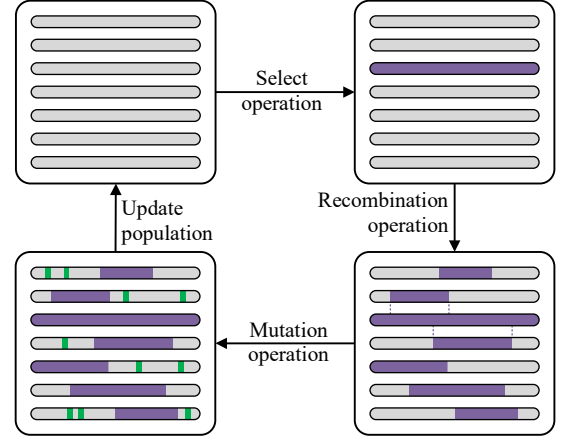 Select
operation
Recombination
operation
Update
population
Mutation
operation